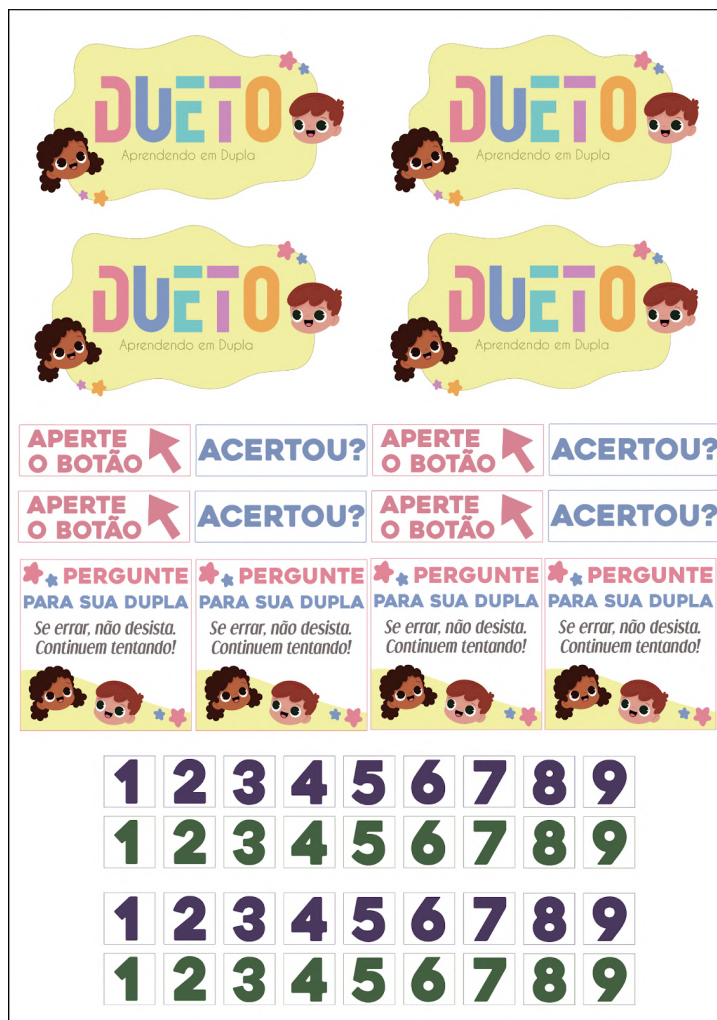 DUETO DUETO
Aprendendo em Dupla Aprendendo em Dupla
DUETO DUETO
Aprendendo em Dupla Aprendendo em Dupla
APERTE ACERTOU? APERTE ACERTOU?
O BOTÃO O BOTÃO
APERTE ACERTOU? APERTE ACERTOU?
O BOTÃO O BOTÃO
PERGUNTE PERGUNTE PERGUNTE PERGUNTE
PARA SUA DUPLA PARA SUA DUPLA PARA SUA DUPLA PARA SUA DUPLA
Se errar, não desista. Se errar, não desista. Se errar, não desista. Se errar, não desista.
Continuem tentando! Continuem tentando! Continuem tentando! Continuem tentando!
1 2 3 4 5 6 7 8 9
1 2 3 4 5 6 7 8 9
1 2 3 4 5 6 7 8 9
1 2 3 4 5 6 7 8 9